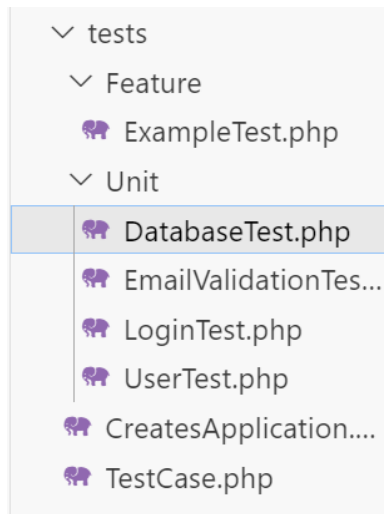 tests
Feature
ExampleTest.php
Unit
DatabaseTest.php
EmailValidationTes...
LoginTest.php
UserTest.php
CreatesApplication....
TestCase.php